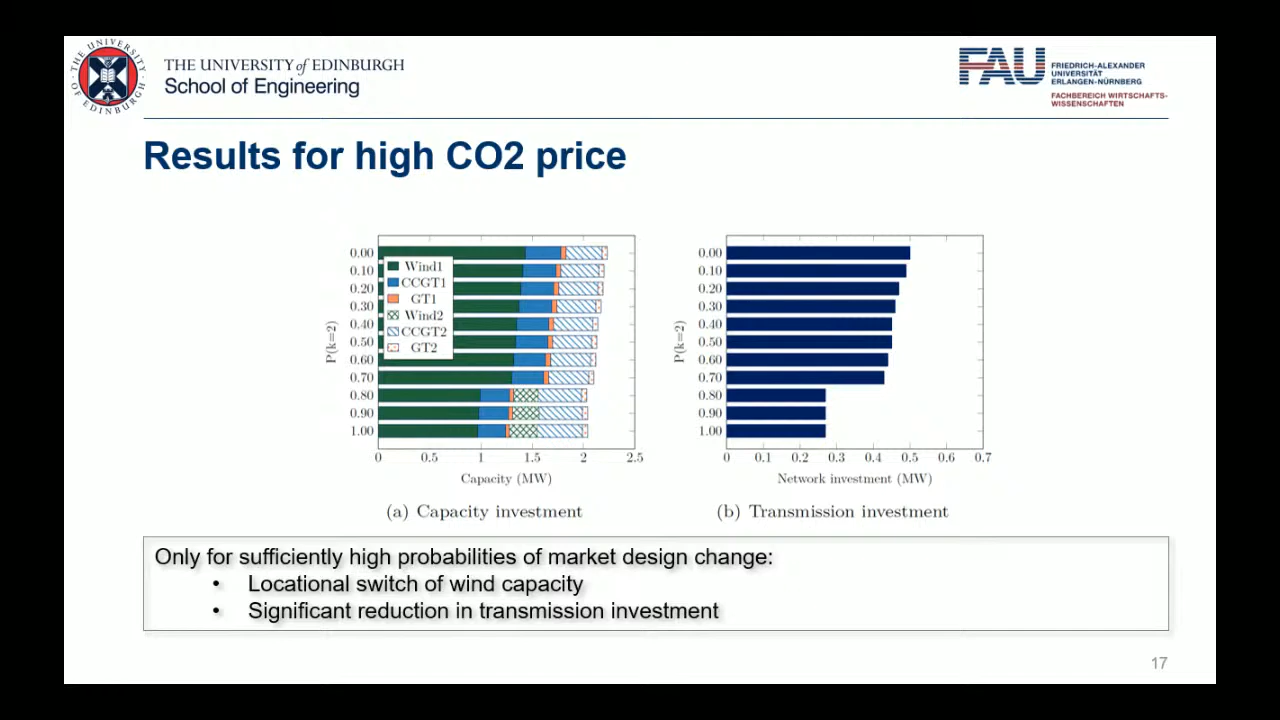 THE UNIVERSITY OF EDINBURGH
THE UNIVERSITY of EDINBURGH
School of Engineering
FAU
FRIEDRICH-ALEXANDER
UNIVERSITÄT
ERLANGEN-NÜRNBERG
FACHBEREICH WIRTSCHAFTS-
WISSENSCHAFTEN
Results for high CO2 price
P(k=2)
0.00
0.10
0.20
0.30
0.40
0.50
0.60
0.70
0.80
0.90
1.00
Wind1
CCGT1
GT1
Wind2
CCGT2
GT2
0 0.5 1 1.5 2 2.5
Capacity (MW)
(a) Capacity investment
P(k=2)
0.00
0.10
0.20
0.30
0.40
0.50
0.60
0.70
0.80
0.90
1.00
0 0.1 0.2 0.3 0.4 0.5 0.6 0.7
Network investment (MW)
(b) Transmission investment
Only for sufficiently high probabilities of market design change:
• Locational switch of wind capacity
• Significant reduction in transmission investment
17